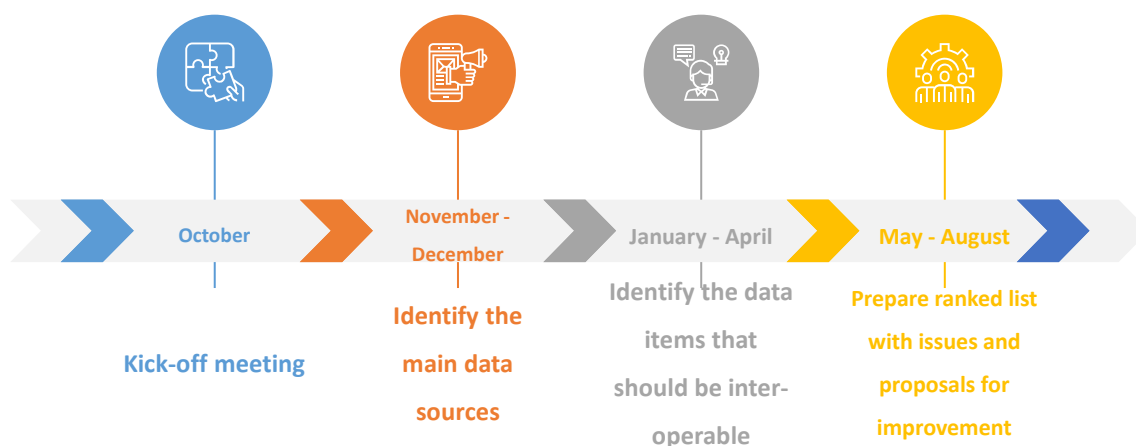 October
November -
December
January - April
May - August
Kick-off meeting
Identify the
main data
sources
Identify the data
items that
should be inter-
operable
Prepare ranked list
with issues and
proposals for
improvement